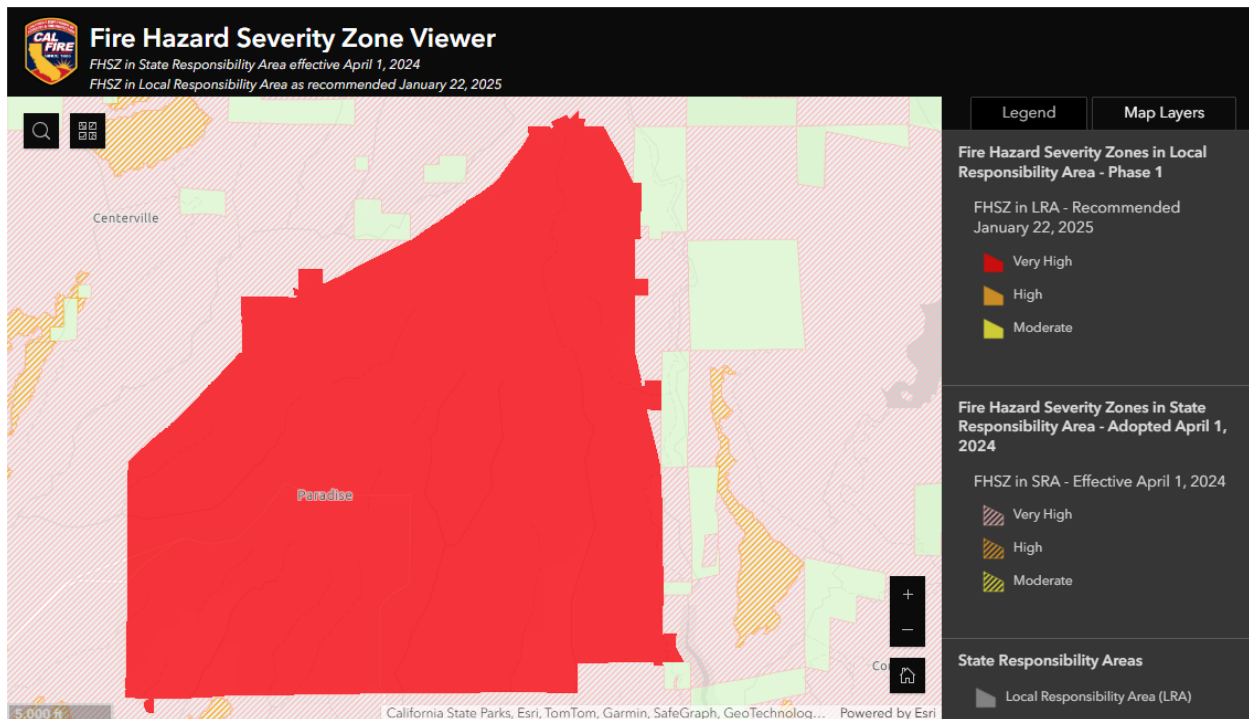 CAL
FIRE
SINCE 1885
Fire Hazard Severity Zone Viewer
FHSZ in State Responsibility Area effective April 1, 2024
FHSZ in Local Responsibility Area as recommended January 22, 2025
Legend
Map Layers
Centerville
Paradise
5,000 ft
California State Parks, Esri, TomTom, Garmin, SafeGraph, GeoTechnolog...
Powered by Esri
Fire Hazard Severity Zones in Local
Responsibility Area - Phase 1
FHSZ in LRA - Recommended
January 22, 2025
Very High
High
Moderate
Fire Hazard Severity Zones in State
Responsibility Area - Adopted April 1,
2024
FHSZ in SRA - Effective April 1, 2024
Very High
High
Moderate
State Responsibility Areas
Local Responsibility Area (LRA)